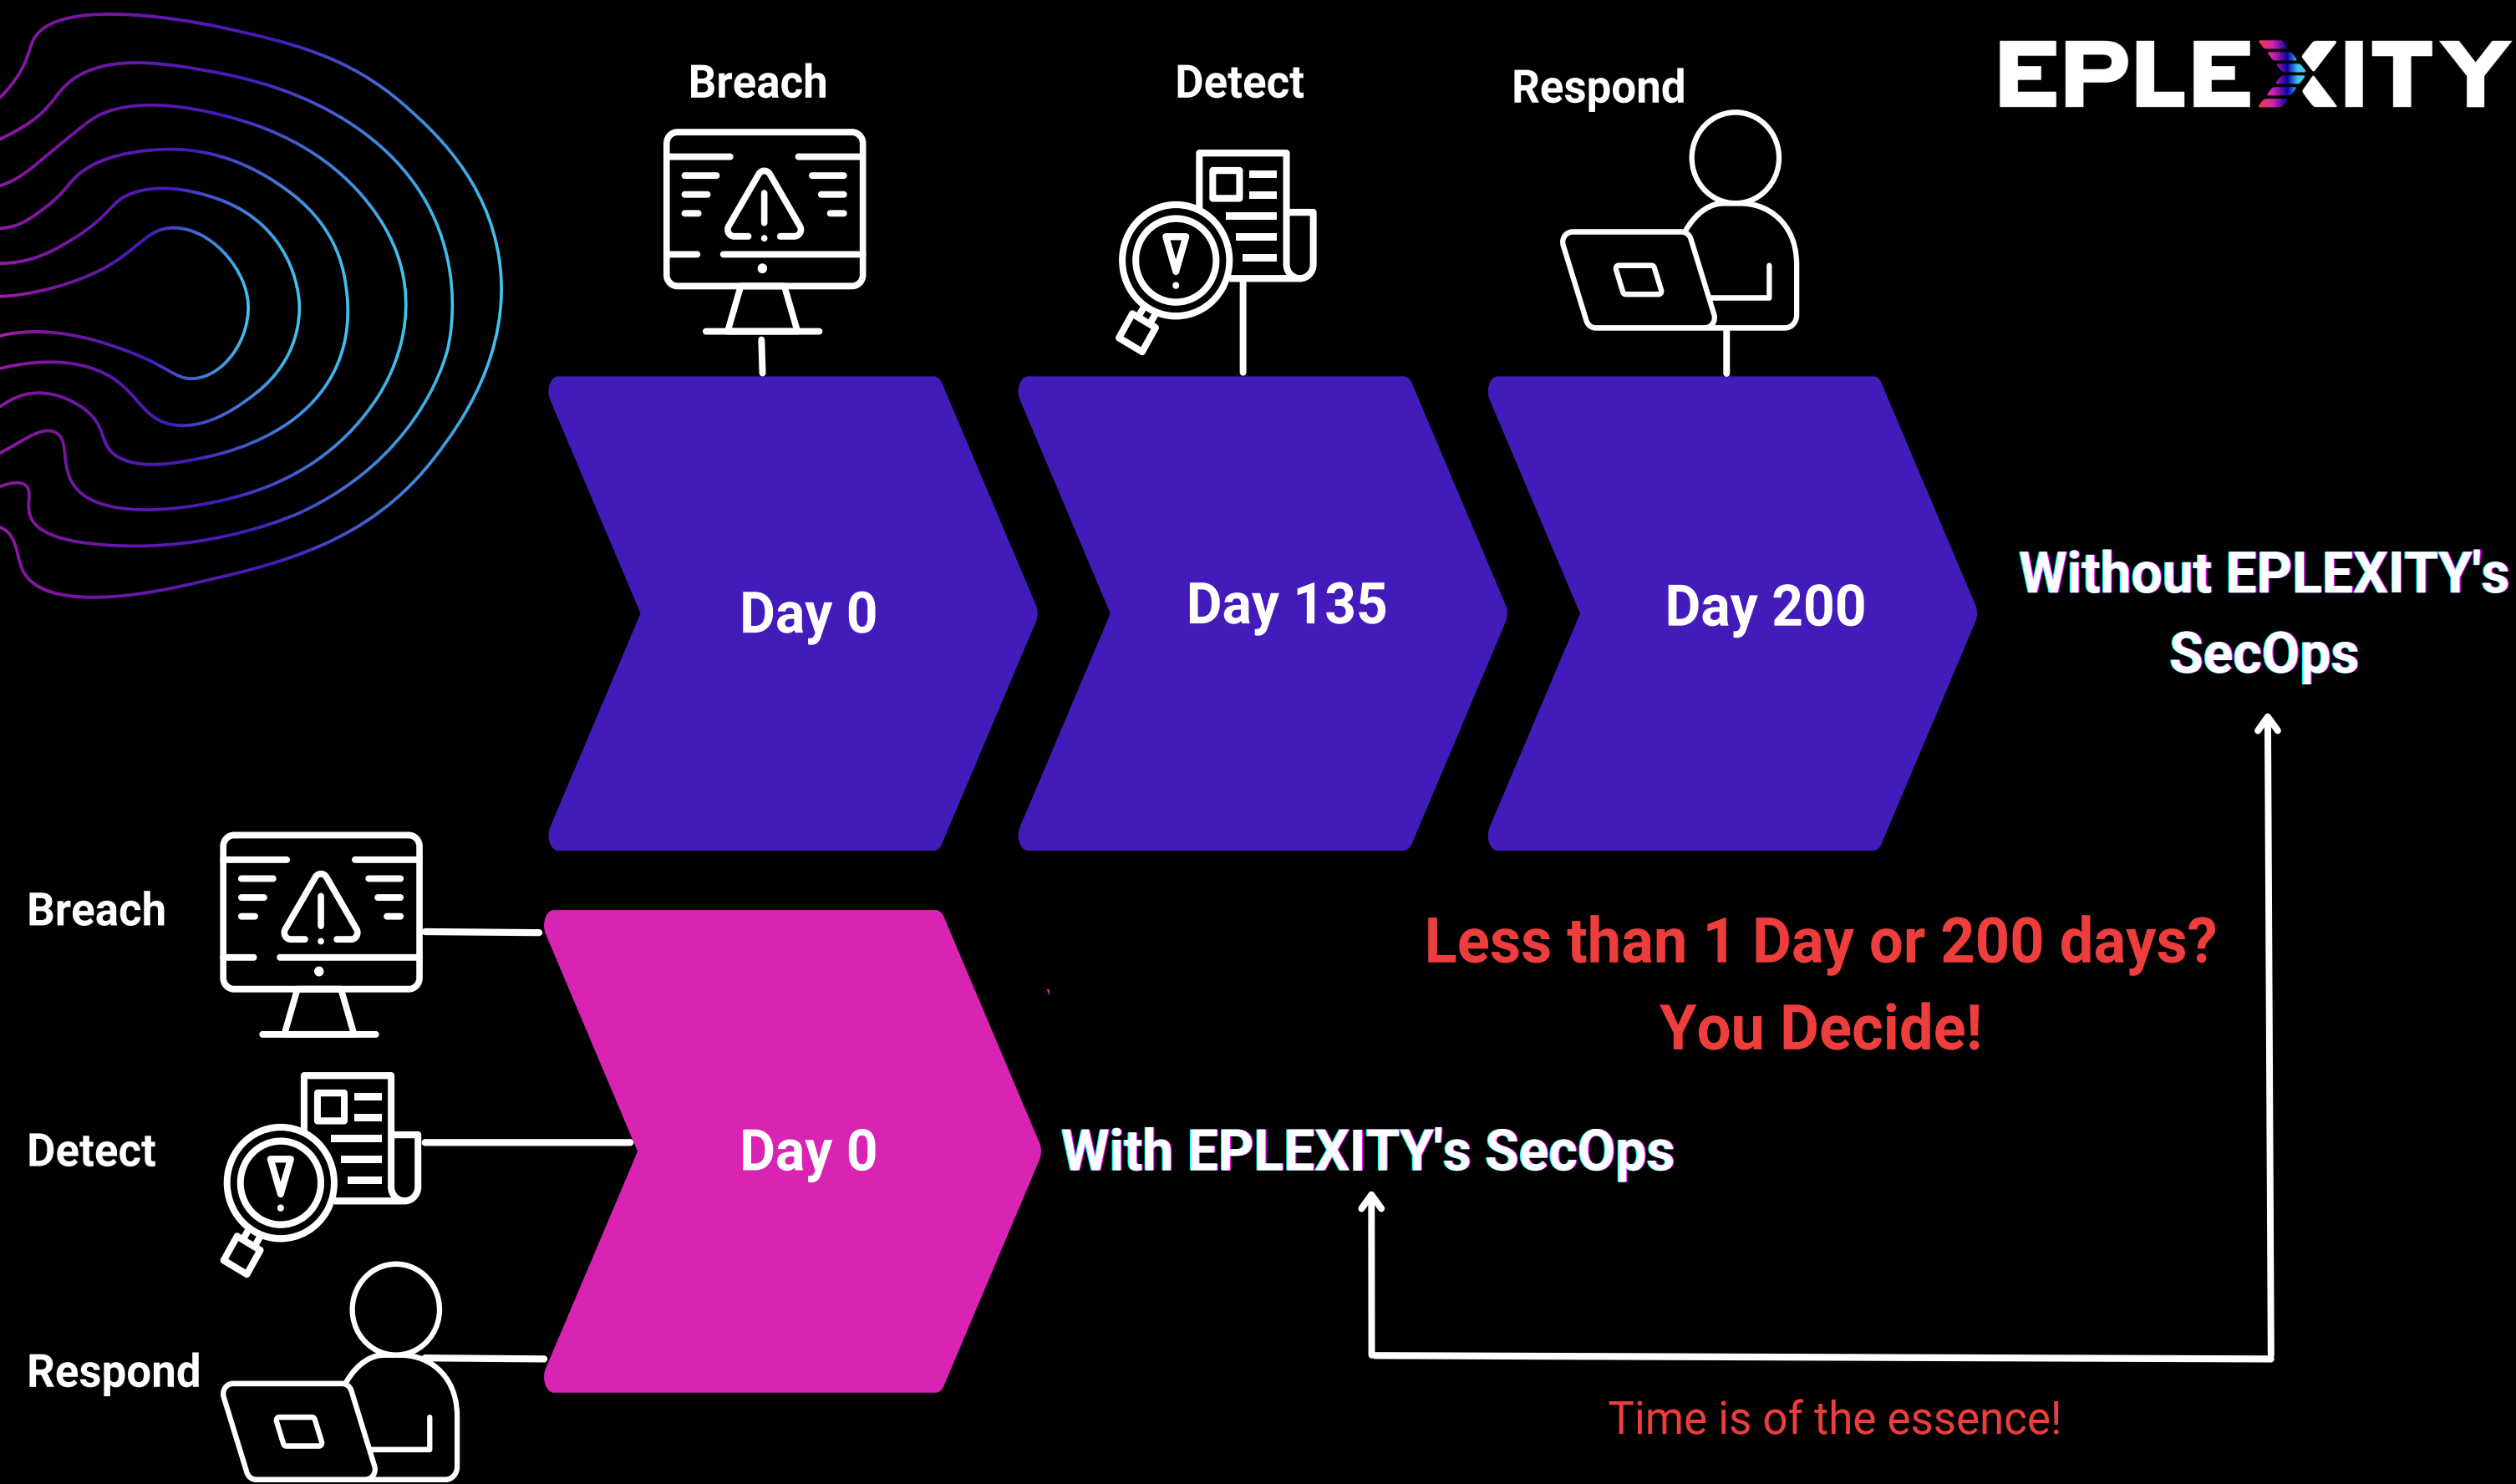 Breach
Detect
Respond
EPLEXITY
Day 0
Day 135
Day 200
Without EPLEXITY's
SecOps
Breach
Detect
Respond
Day 0
Less than 1 Day or 200 days?
You Decide!
With EPLEXITY's SecOps
Time is of the essence!